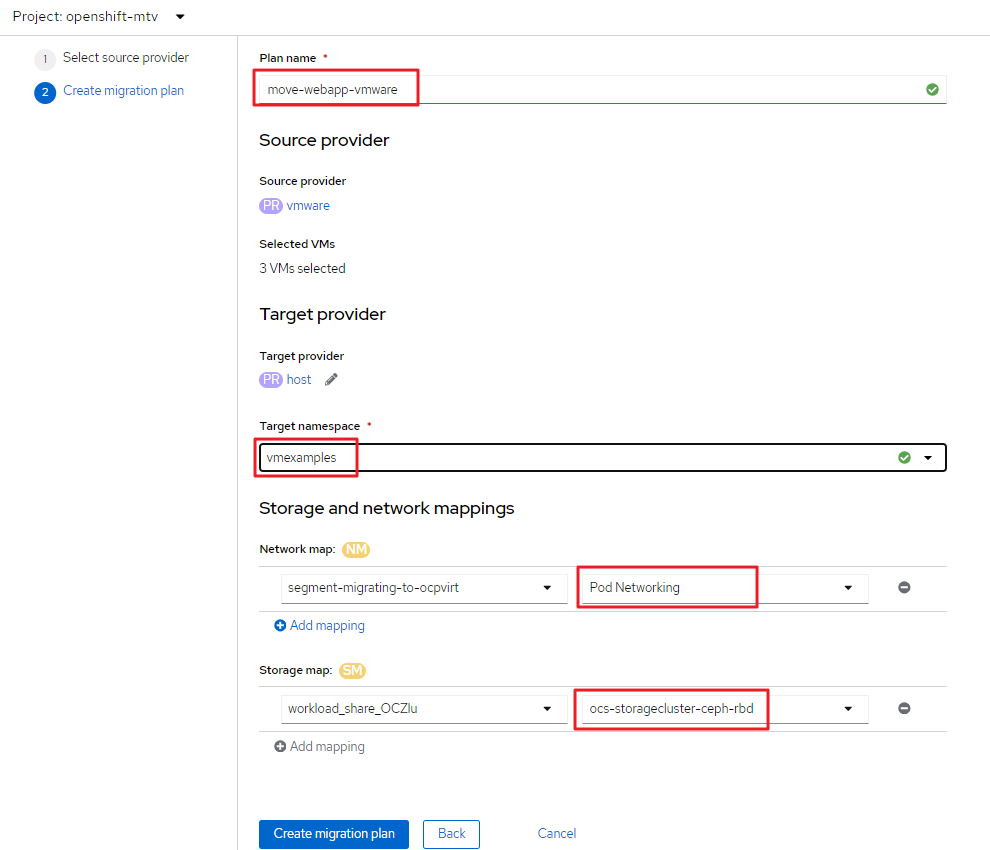 Project: openshift-mtv
1 Select source provider
2 Create migration plan
Plan name *
move-webapp-vmware
Source provider
Source provider
PR vmware
Selected VMs
3 VMs selected
Target provider
Target provider
PR host
Target namespace *
vmexamples
Storage and network mappings
Network map: NM
segment-migrating-to-ocpvirt Pod Networking
Add mapping
Storage map: SM
workload_share_OCZlu ocs-storagecluster-ceph-rbd
Add mapping
Create migration plan Back Cancel